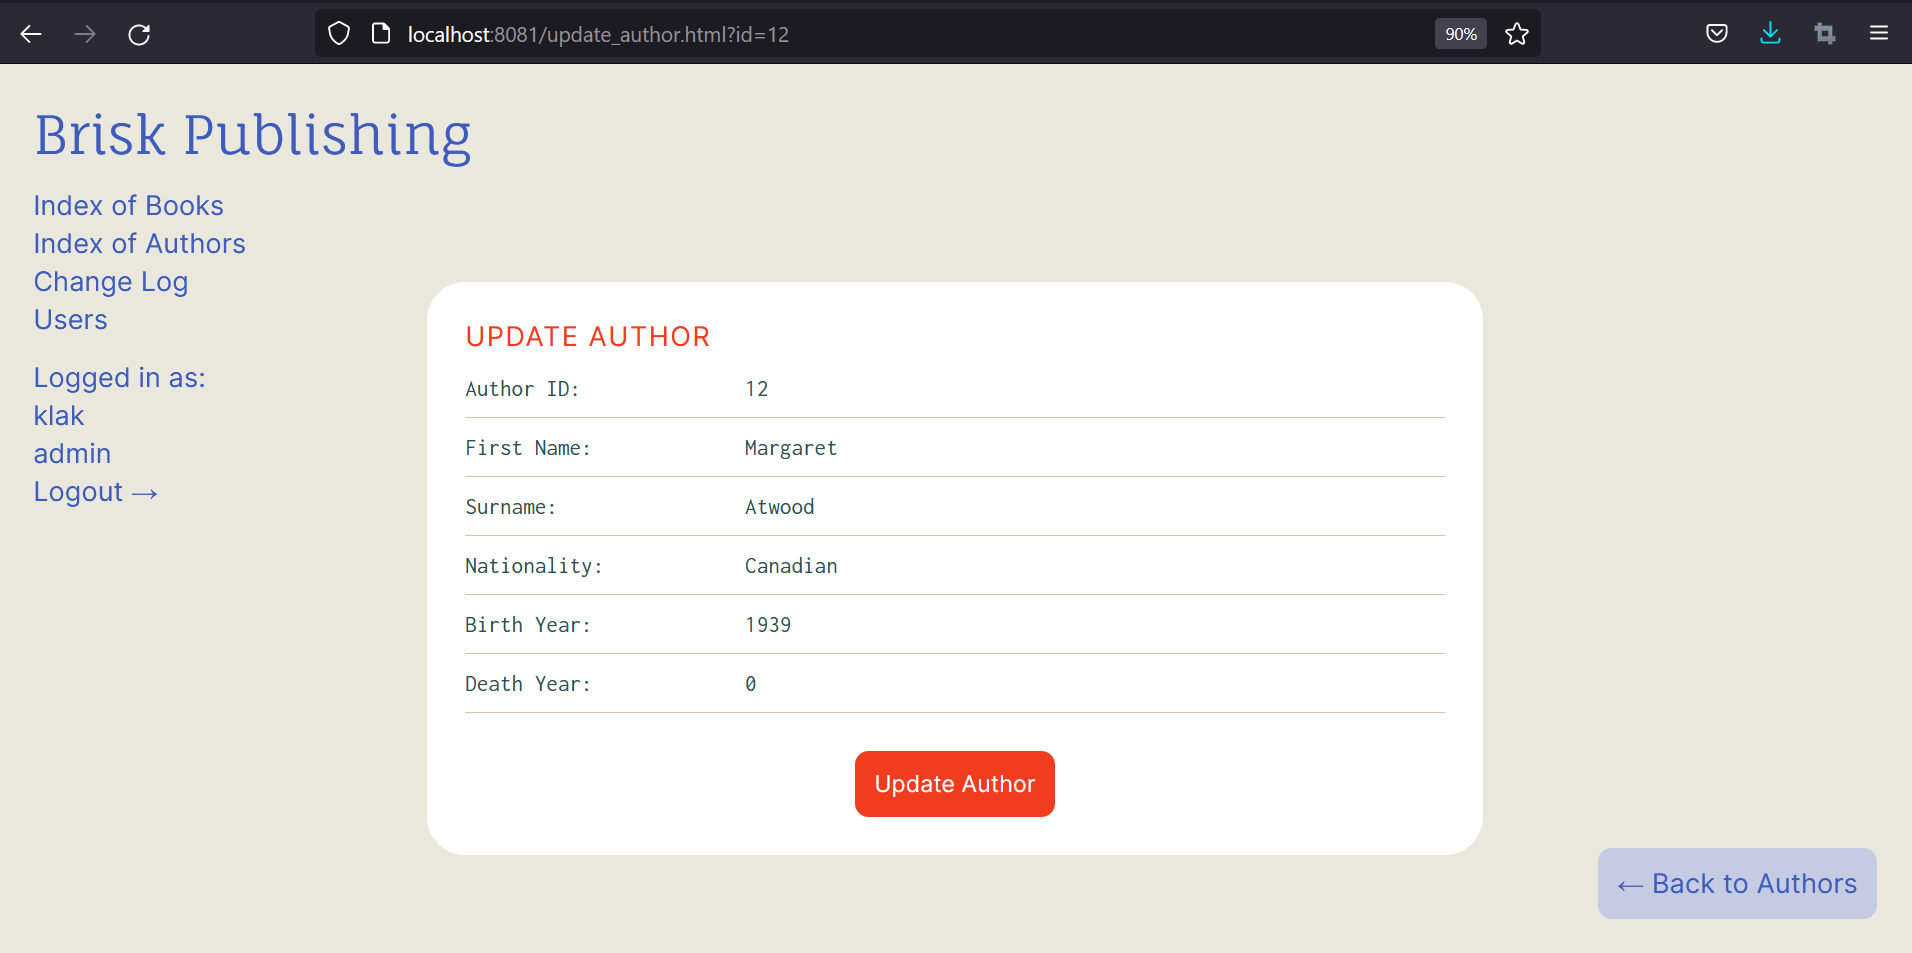 localhost:8081/update_author.html?id=12
90%
Brisk Publishing
Index of Books
Index of Authors
Change Log
Users
Logged in as:
klak
admin
Logout →
UPDATE AUTHOR
Author ID: 12
First Name: Margaret
Surname: Atwood
Nationality: Canadian
Birth Year: 1939
Death Year: 0
Update Author
← Back to Authors